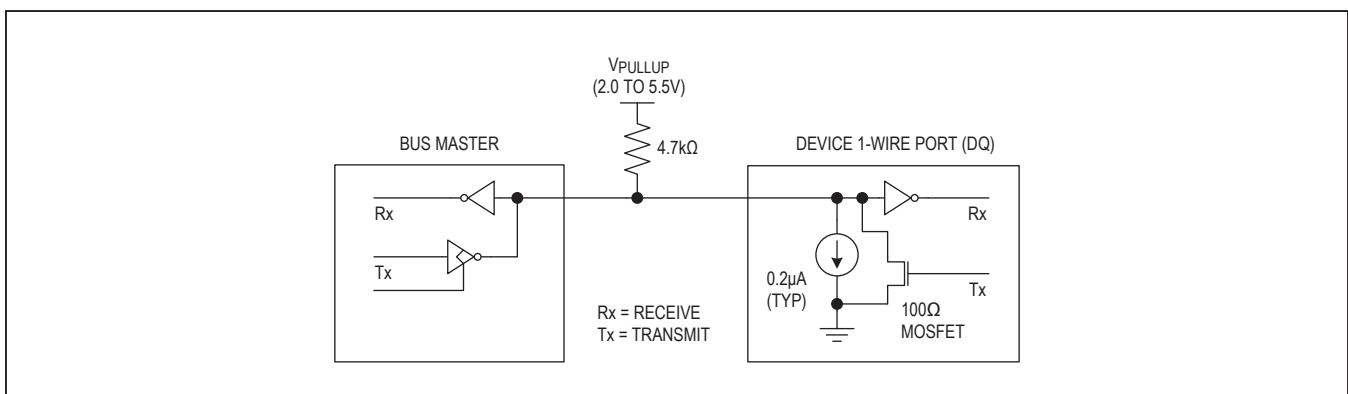 VPULLUP
(2.0 TO 5.5V)
BUS MASTER
4.7kΩ
DEVICE 1-WIRE PORT (DQ)
Rx
Tx
Rx = RECEIVE
Tx = TRANSMIT
0.2µA
(TYP)
Rx
Tx
100Ω
MOSFET